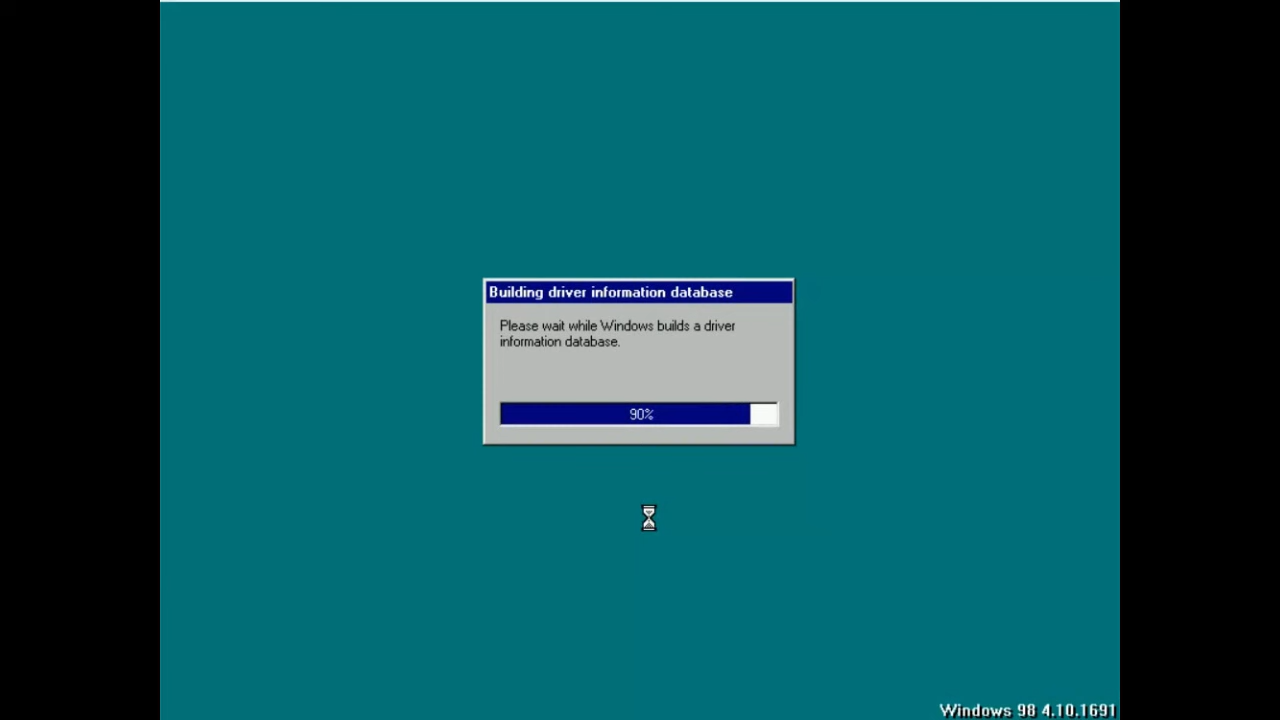 Building driver information database
Please wait while Windows builds a driver
information database.
90%
Windows 98 4.10.1691